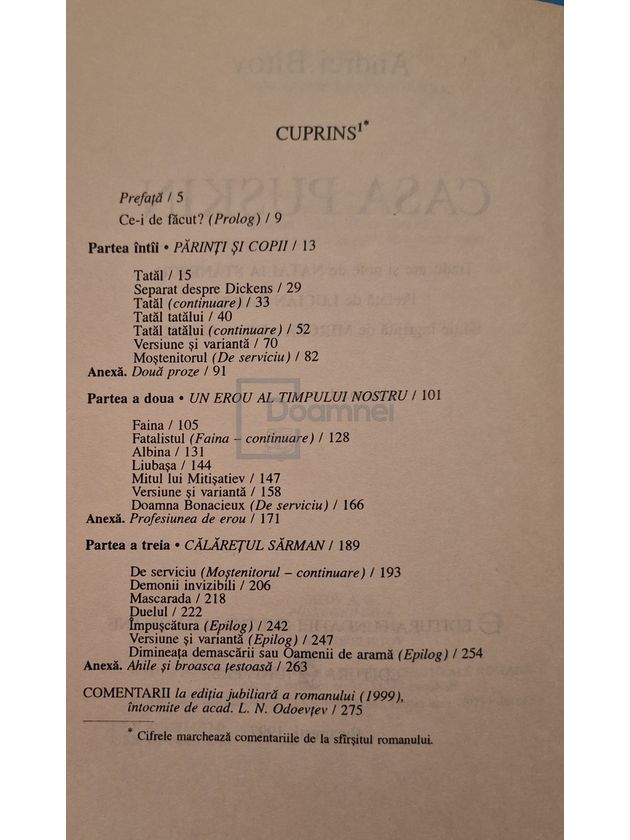 Andrei Bitov
CUPRINS¹*
CASA PUȘKIN
Prefață / 5
Ce-i de făcut? (Prolog) / 9
Partea întîi • PĂRINȚI ȘI COPII / 13
Tatăl / 15
Separat despre Dickens / 29
Tatăl (continuare) / 33
Tatăl tatălui / 40
Tatăl tatălui (continuare) / 52
Versiune și variantă / 70
Moștenitorul (De serviciu) / 82
Anexă. Două proze / 91
Partea a doua • UN EROU AL TIMPULUI NOSTRU / 101
Doamnei
Faina / 105
Fatalistul (Faina – continuare) / 128
Albina / 131
Liubașa / 144
Mitul lui Mitișatiev / 147
Versiune și variantă / 158
Doamna Bonacieux (De serviciu) / 166
Anexă. Profesiunea de erou / 171
Partea a treia • CĂLĂREȚUL SĂRMAN / 189
De serviciu (Moștenitorul – continuare) / 193
Demonii invizibili / 206
Mascarada / 218
Duelul / 222
Împușcătura (Epilog) / 242
Versiune și variantă (Epilog) / 247
Dimineața demascării sau Oamenii de aramă (Epilog) / 254
Anexă. Ahile și broasca țestoasă / 263
COMENTARII la ediția jubiliară a romanului (1999),
întocmite de acad. L. N. Odoevțev / 275
* Cifrele marchează comentariile de la sfîrșitul romanului.